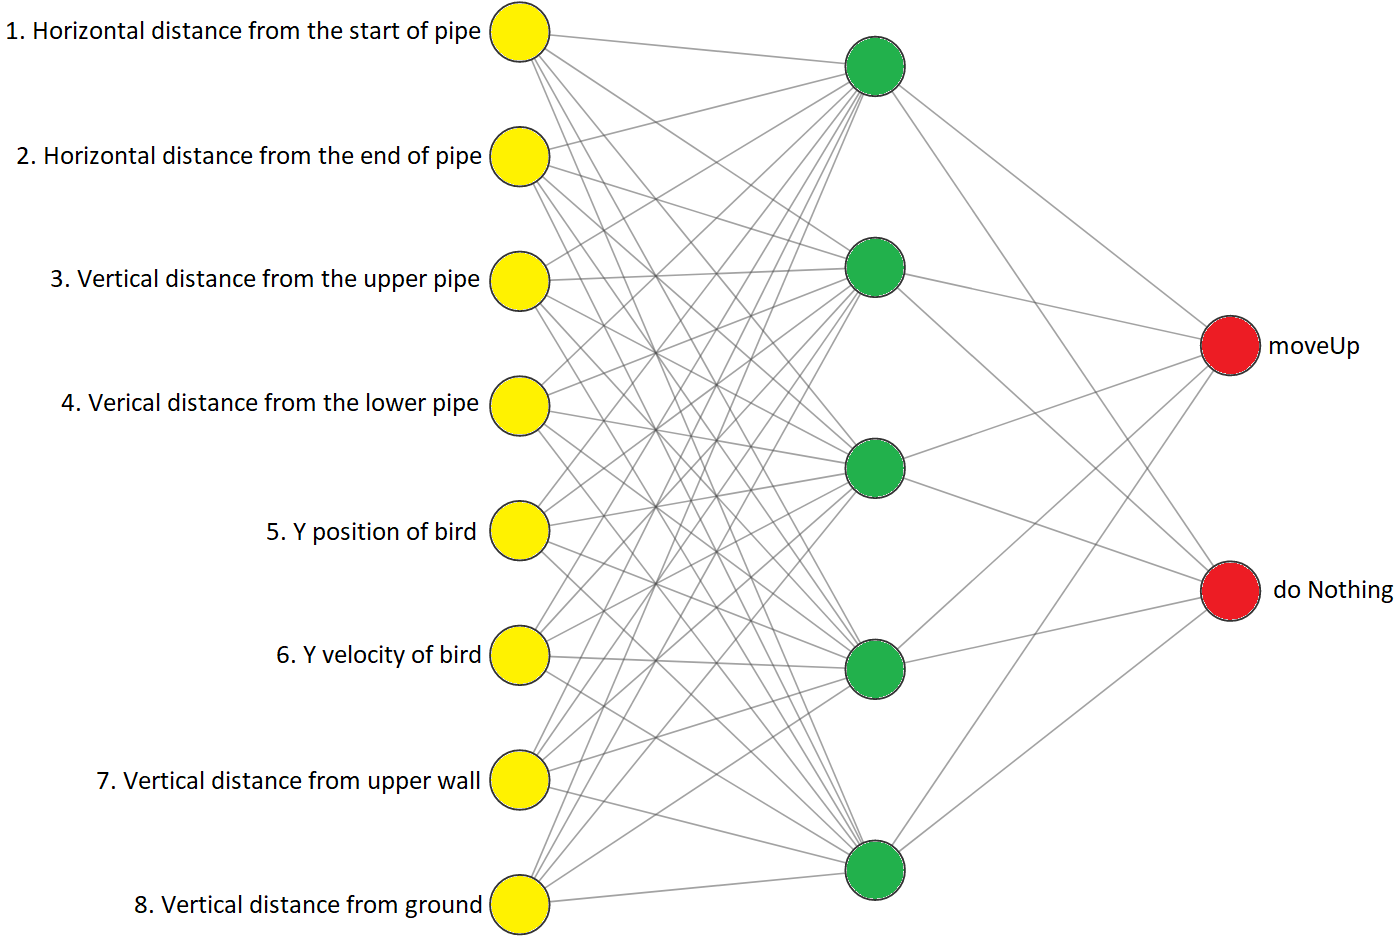 1. Horizontal distance from the start of pipe
2. Horizontal distance from the end of pipe
3. Vertical distance from the upper pipe
moveUp
4. Verical distance from the lower pipe
5. Y position of bird
do Nothing
6. Y velocity of bird
7. Vertical distance from upper wall
8. Vertical distance from ground